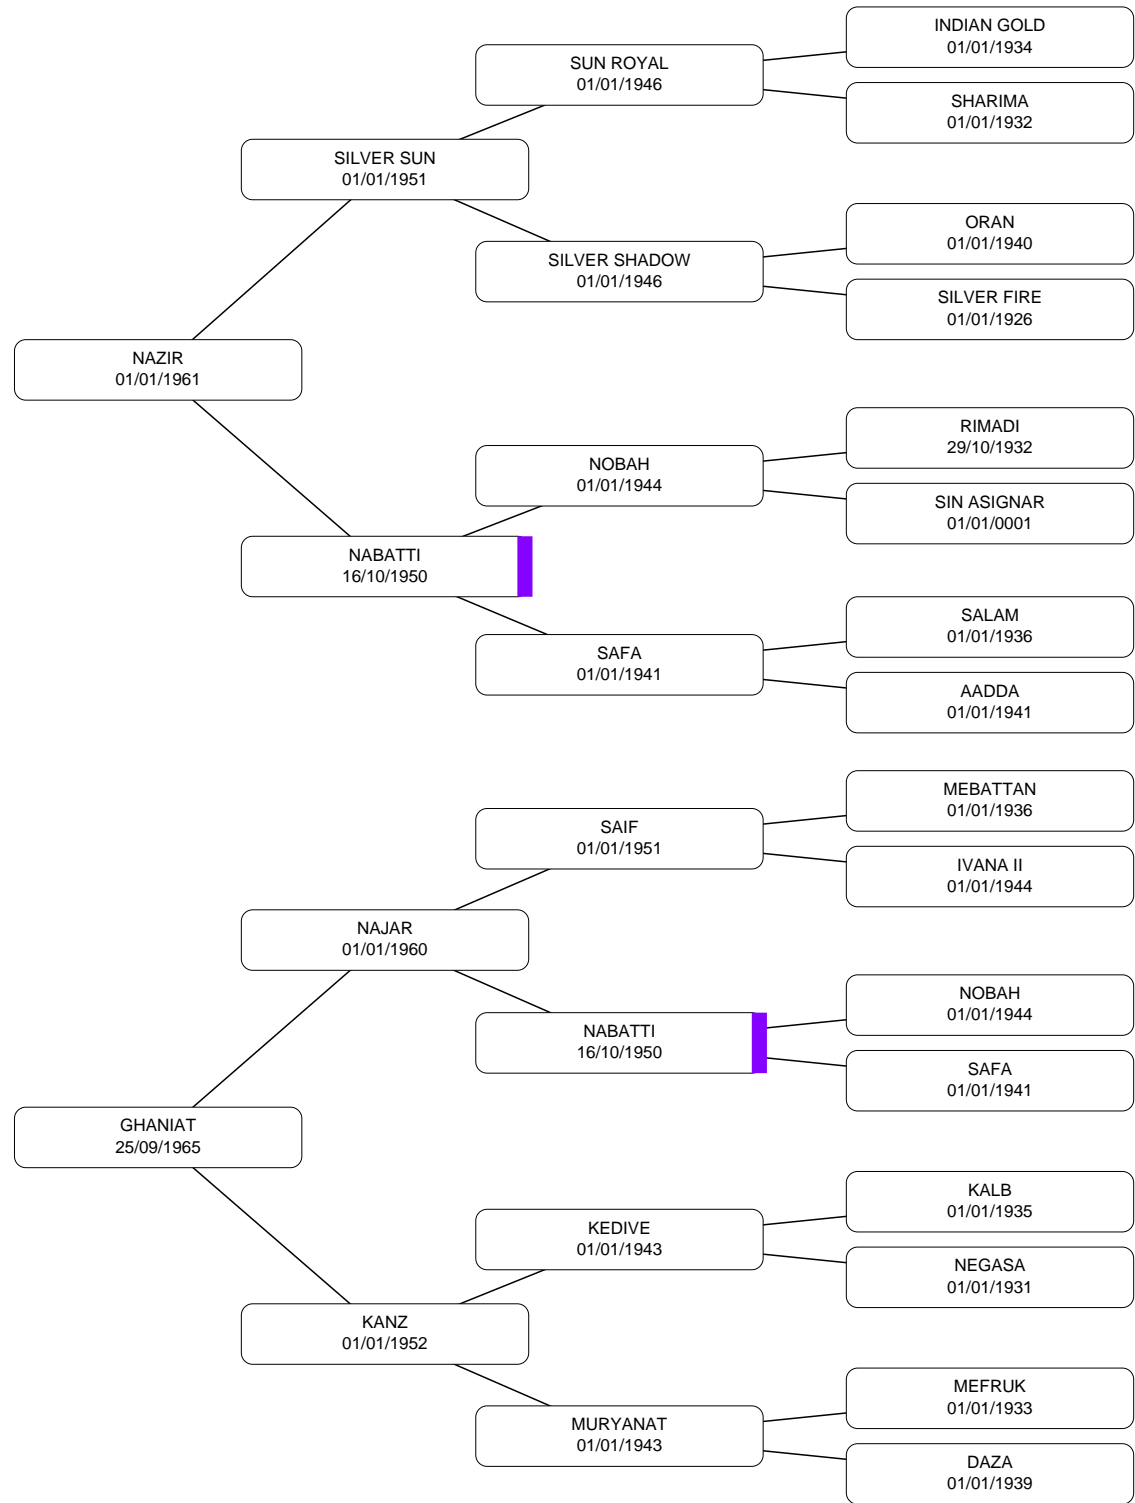 INDIAN GOLD
01/01/1934
SUN ROYAL
01/01/1946
SHARIMA
01/01/1932
SILVER SUN
01/01/1951
ORAN
01/01/1940
SILVER SHADOW
01/01/1946
SILVER FIRE
01/01/1926
NAZIR
01/01/1961
RIMADI
29/10/1932
NOBAH
01/01/1944
SIN ASIGNAR
01/01/0001
NABATTI
16/10/1950
SALAM
01/01/1936
SAFA
01/01/1941
AADDA
01/01/1941
MEBATTAN
01/01/1936
SAIF
01/01/1951
IVANA II
01/01/1944
NAJAR
01/01/1960
NOBAH
01/01/1944
NABATTI
16/10/1950
SAFA
01/01/1941
GHANIAT
25/09/1965
KALB
01/01/1935
KEDIVE
01/01/1943
NEGASA
01/01/1931
KANZ
01/01/1952
MEFRUK
01/01/1933
MURYANAT
01/01/1943
DAZA
01/01/1939